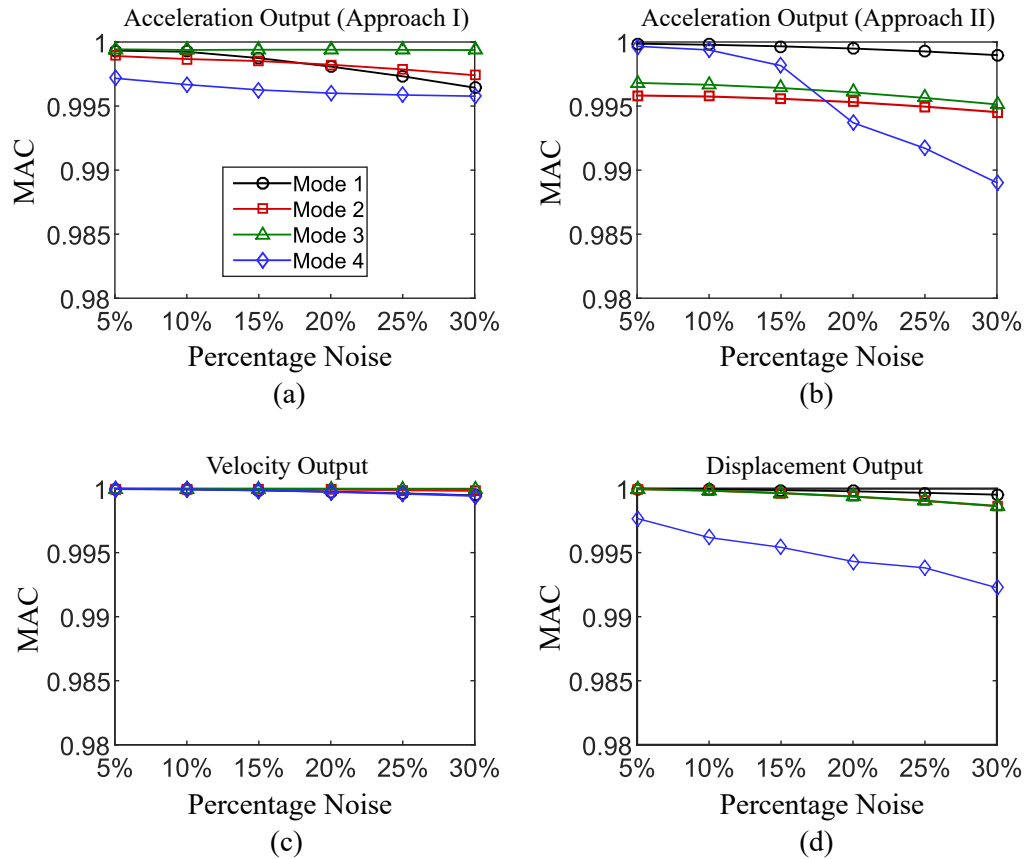 Acceleration Output (Approach I)
1
0.995
0.99
0.985
0.98
MAC
Mode 1
Mode 2
Mode 3
Mode 4
5% 10% 15% 20% 25% 30%
Percentage Noise
(a)
Acceleration Output (Approach II)
1
0.995
0.99
0.985
0.98
MAC
5% 10% 15% 20% 25% 30%
Percentage Noise
(b)
Velocity Output
1
0.995
0.99
0.985
0.98
MAC
5% 10% 15% 20% 25% 30%
Percentage Noise
(c)
Displacement Output
1
0.995
0.99
0.985
0.98
MAC
5% 10% 15% 20% 25% 30%
Percentage Noise
(d)